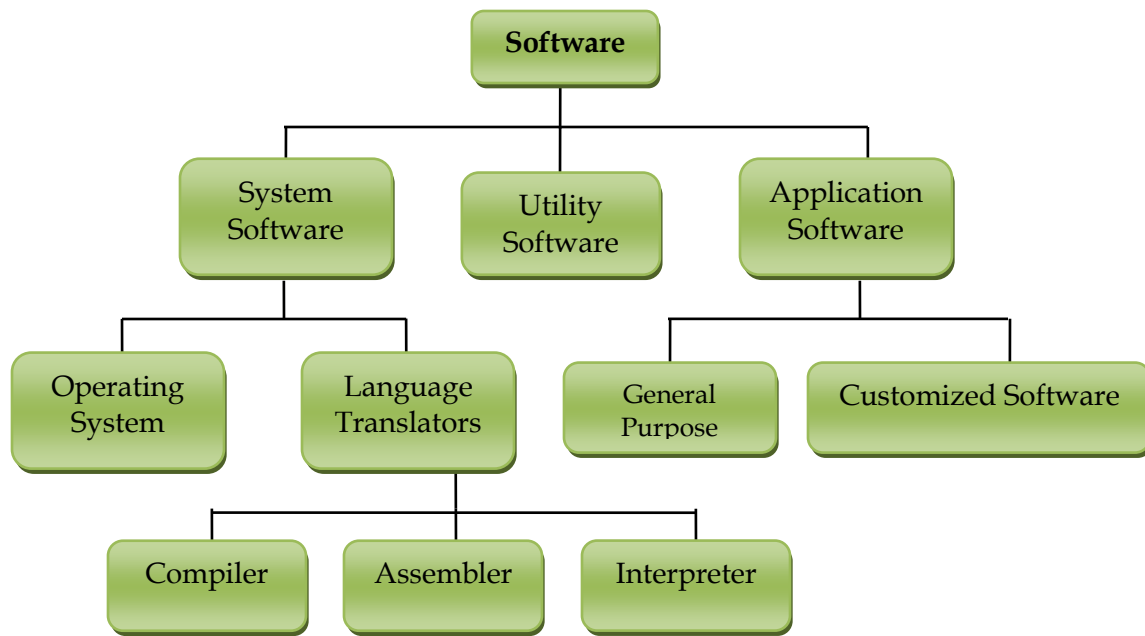 Software
System
Software
Utility
Software
Application
Software
Operating
System
Language
Translators
General
Purpose
Customized Software
Compiler
Assembler
Interpreter